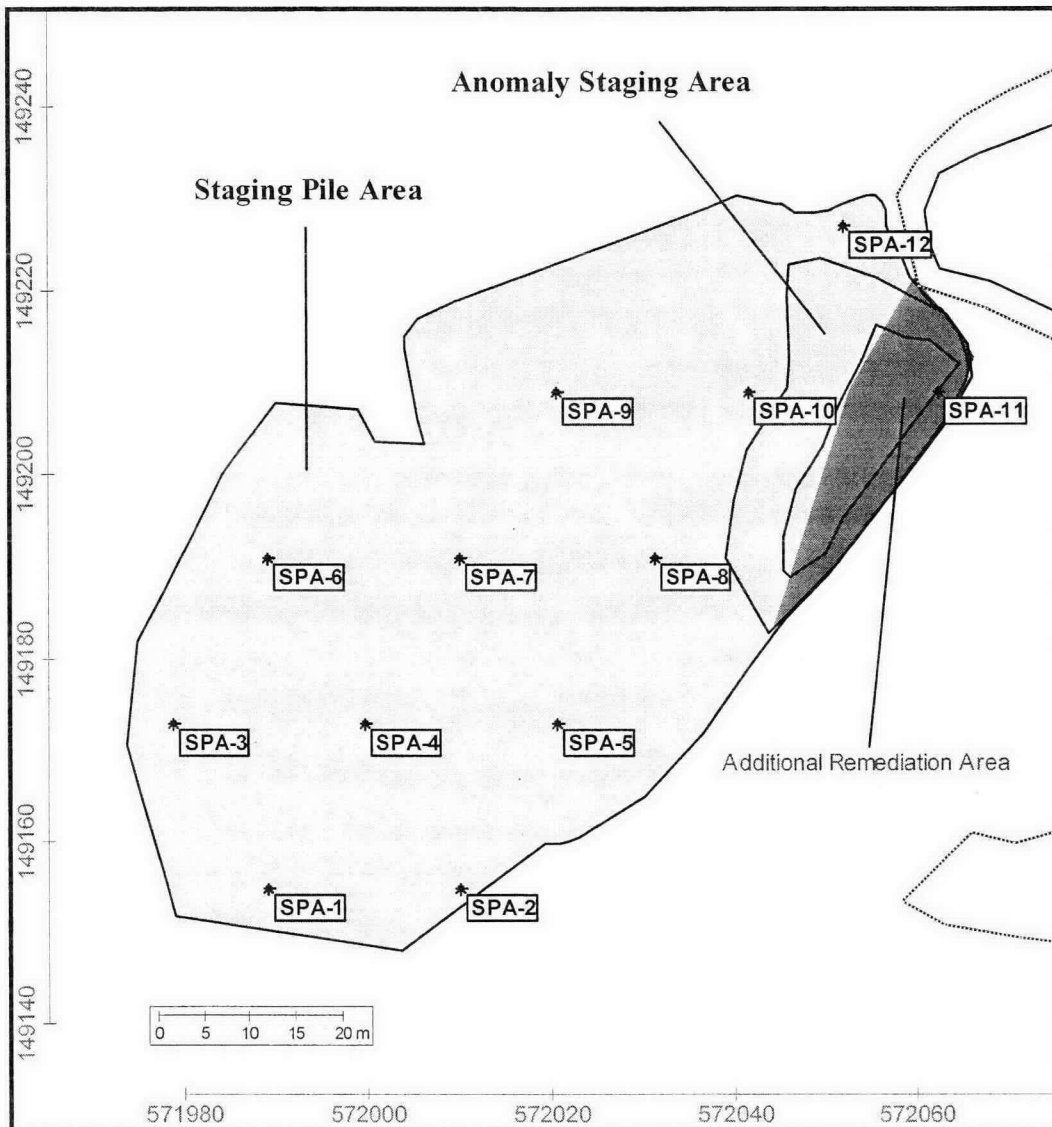 149240
Anomaly Staging Area
Staging Pile Area
SPA-12
149220
SPA-9
SPA-10
SPA-11
149200
SPA-6
SPA-7
SPA-8
149180
SPA-3
SPA-4
SPA-5
Additional Remediation Area
149160
SPA-1
SPA-2
0 5 10 15 20 m
149140
571980 572000 572020 572040 572060